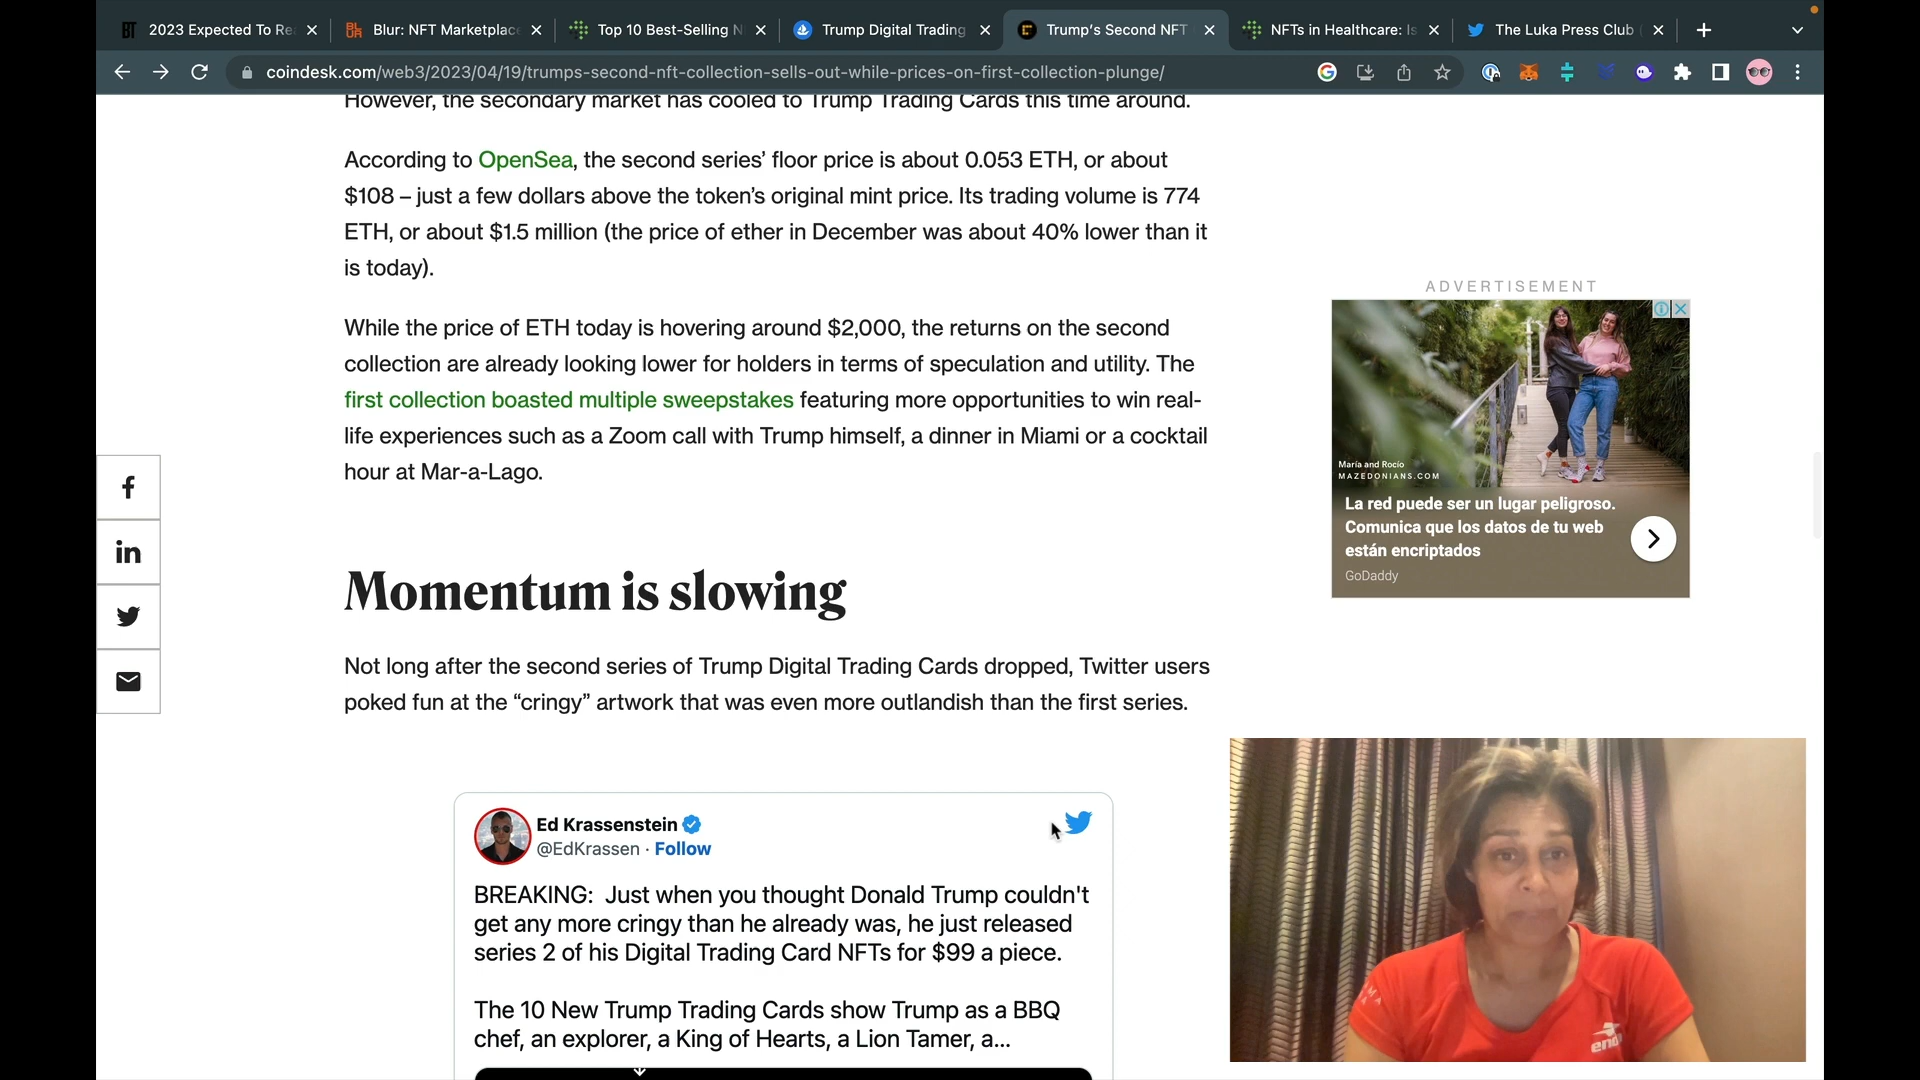 2023 Expected To Re
Blur: NFT Marketplac
Top 10 Best-Selling N
Trump Digital Trading
Trump's Second NFT
NFTs in Healthcare: Is
The Luka Press Club
coindesk.com/web3/2023/04/19/trumps-second-nft-collection-sells-out-while-prices-on-first-collection-plunge/
However, the secondary market has cooled to Trump Trading Cards this time around.
According to OpenSea, the second series’ floor price is about 0.053 ETH, or about
$108 – just a few dollars above the token’s original mint price. Its trading volume is 774
ETH, or about $1.5 million (the price of ether in December was about 40% lower than it
is today).
While the price of ETH today is hovering around $2,000, the returns on the second
collection are already looking lower for holders in terms of speculation and utility. The
first collection boasted multiple sweepstakes featuring more opportunities to win real-
life experiences such as a Zoom call with Trump himself, a dinner in Miami or a cocktail
hour at Mar-a-Lago.
Momentum is slowing
Not long after the second series of Trump Digital Trading Cards dropped, Twitter users
poked fun at the “cringy” artwork that was even more outlandish than the first series.
Ed Krassenstein
@EdKrassen · Follow
BREAKING: Just when you thought Donald Trump couldn't
get any more cringy than he already was, he just released
series 2 of his Digital Trading Card NFTs for $99 a piece.
The 10 New Trump Trading Cards show Trump as a BBQ
chef, an explorer, a King of Hearts, a Lion Tamer, a...
ADVERTISEMENT
María and Rocío
MAZEDONIANS.COM
La red puede ser un lugar peligroso.
Comunica que los datos de tu web
están encriptados
GoDaddy